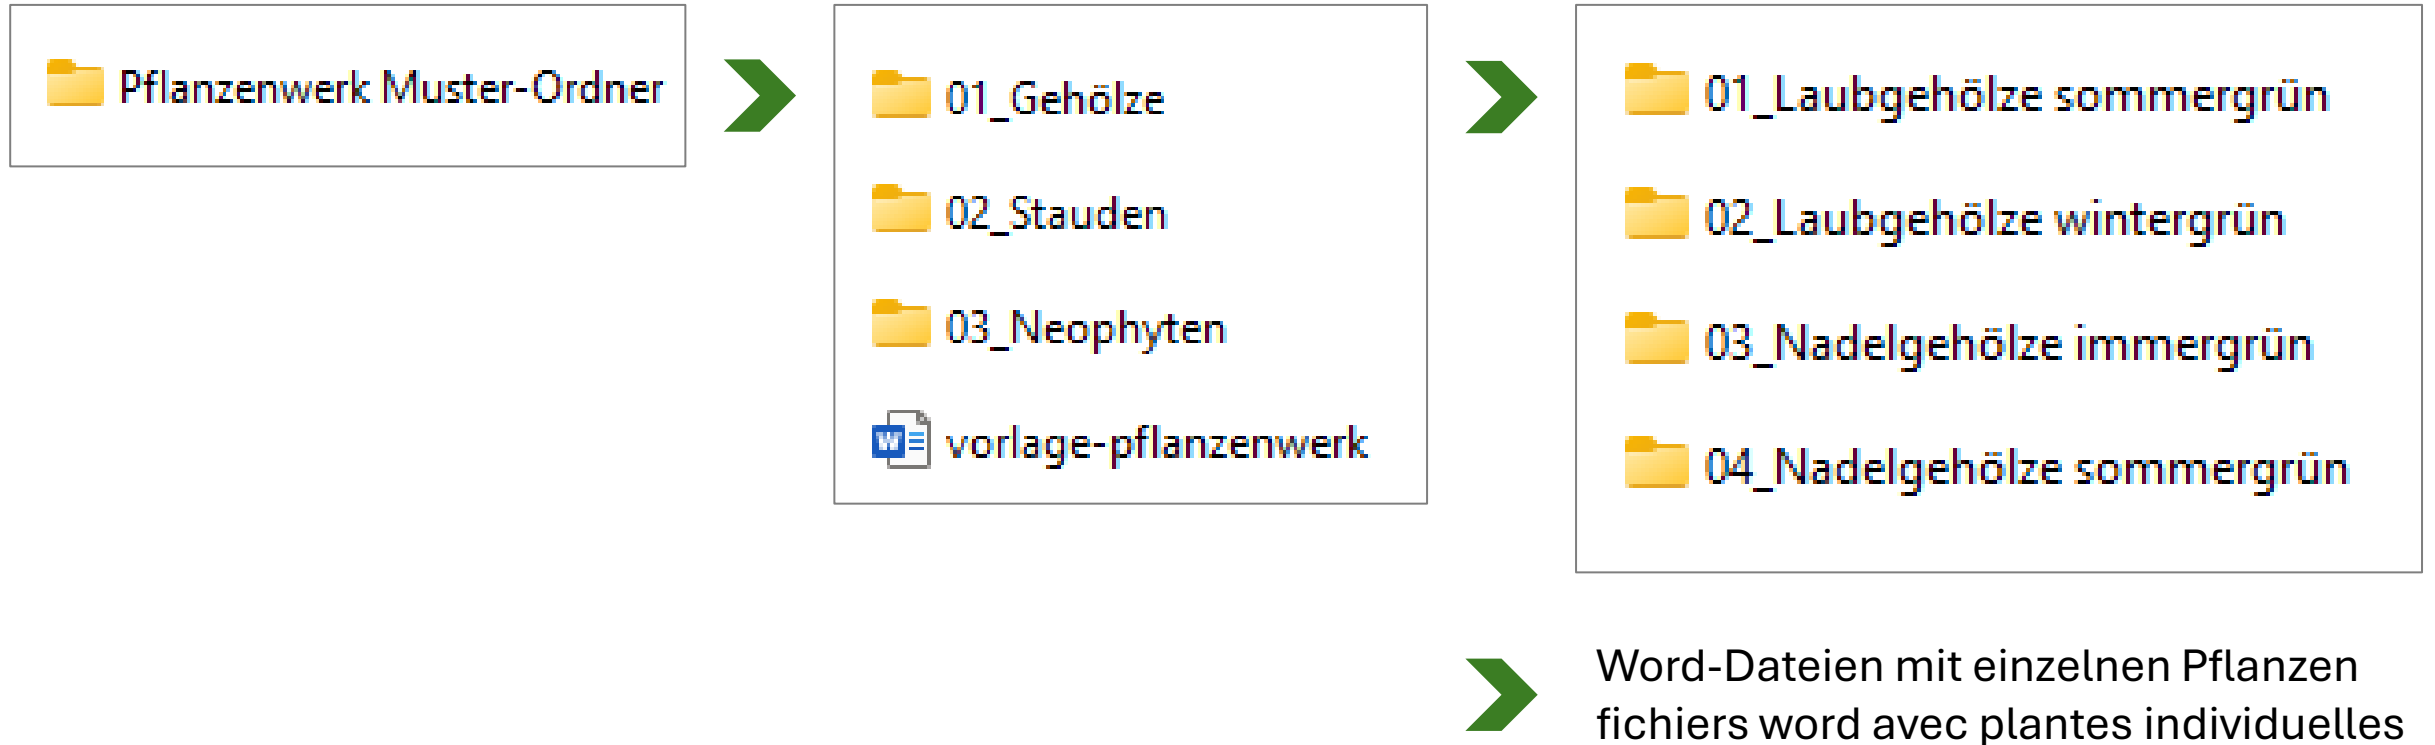 Pflanzenwerk Muster-Ordner
01_Gehölze
02_Stauden
03_Neophyten
vorlage-pflanzenwerk
01_Laubgehölze sommergrün
02_Laubgehölze wintergrün
03_Nadelgehölze immergrün
04_Nadelgehölze sommergrün
Word-Dateien mit einzelnen Pflanzen
fichiers word avec plantes individuelles